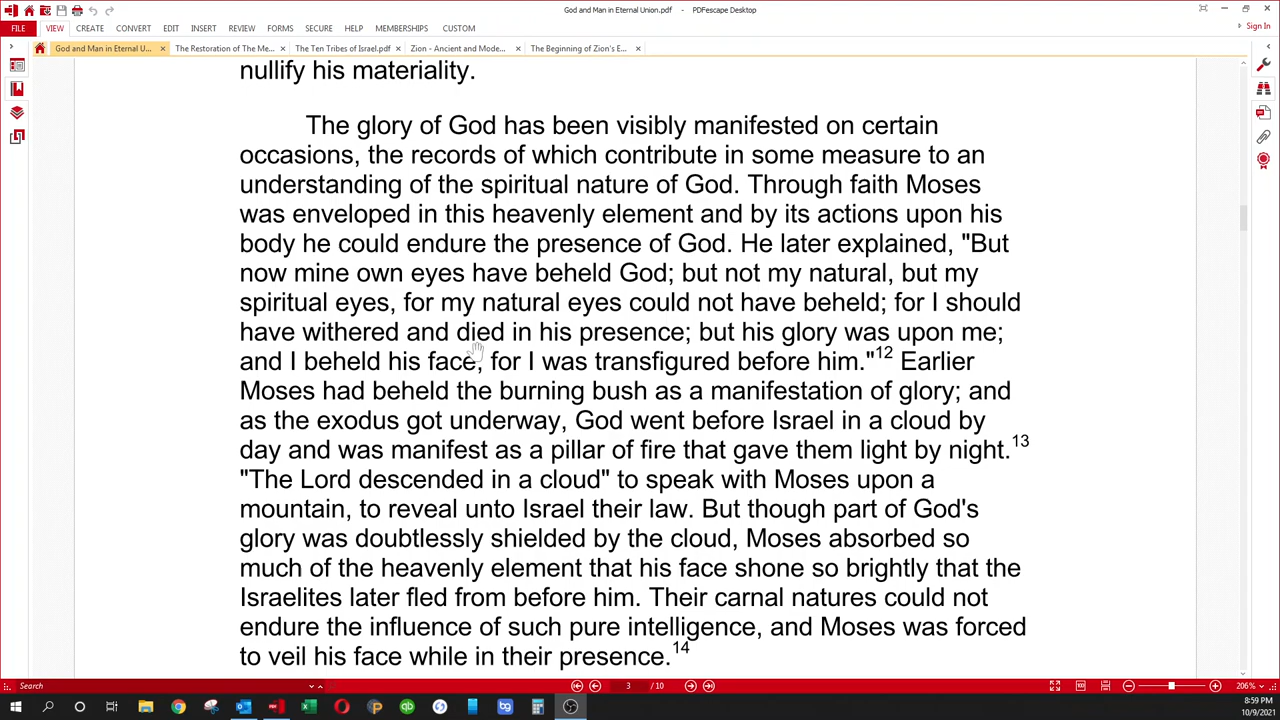 God and Man in Eternal Union.pdf - PDFescape Desktop
Sign In
FILE VIEW CREATE CONVERT EDIT INSERT REVIEW FORMS SECURE HELP MEMBERSHIPS CUSTOM
God and Man in Eternal U... The Restoration of The Me... The Ten Tribes of Israel.pdf Zion - Ancient and Mode... The Beginning of Zion's E...
nullify his materiality.
The glory of God has been visibly manifested on certain
occasions, the records of which contribute in some measure to an
understanding of the spiritual nature of God. Through faith Moses
was enveloped in this heavenly element and by its actions upon his
body he could endure the presence of God. He later explained, "But
now mine own eyes have beheld God; but not my natural, but my
spiritual eyes, for my natural eyes could not have beheld; for I should
have withered and died in his presence; but his glory was upon me;
and I beheld his face, for I was transfigured before him."12 Earlier
Moses had beheld the burning bush as a manifestation of glory; and
as the exodus got underway, God went before Israel in a cloud by
day and was manifest as a pillar of fire that gave them light by night.13
"The Lord descended in a cloud" to speak with Moses upon a
mountain, to reveal unto Israel their law. But though part of God's
glory was doubtlessly shielded by the cloud, Moses absorbed so
much of the heavenly element that his face shone so brightly that the
Israelites later fled from before him. Their carnal natures could not
endure the influence of such pure intelligence, and Moses was forced
to veil his face while in their presence.14
Search 3 / 10 206%
8:59 PM
10/9/2021